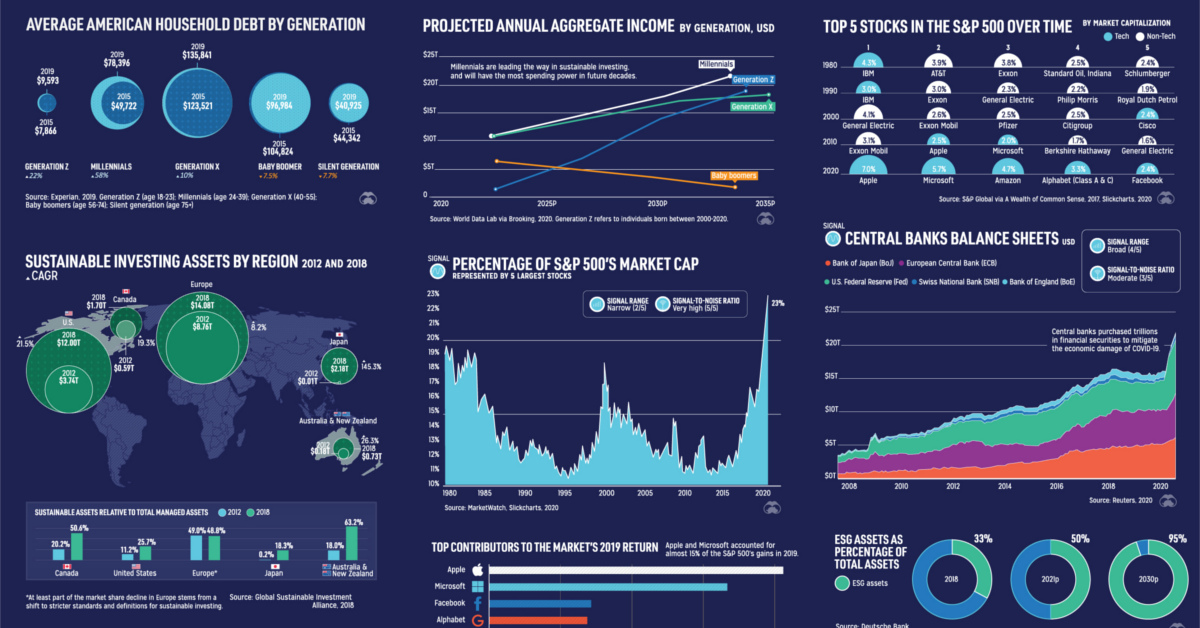 AVERAGE AMERICAN HOUSEHOLD DEBT BY GENERATION
2019
$9,593
2015
$7,866
2019
$78,396
2015
$49,722
2019
$135,841
2015
$123,521
2019
$96,984
2015
$104,824
2019
$40,925
2015
$44,342
GENERATION Z
▲22%
MILLENNIALS
▲58%
GENERATION X
▲10%
BABY BOOMER
▼7.5%
SILENT GENERATION
▼7.7%
Source: Experian, 2019. Generation Z (age 18-23); Millennials (age 24-39); Generation X (40-55);
Baby boomers (age 56-74); Silent generation (age 75+)
PROJECTED ANNUAL AGGREGATE INCOME BY GENERATION, USD
$25T
$20T
$15T
$10T
$5T
0
Millennials are leading the way in sustainable investing,
and will have the most spending power in future decades.
Millennials
Generation Z
Generation X
Baby boomers
2020
2025
2030P
2035P
Source: World Data Lab via Brooking, 2020. Generation Z refers to individuals born between 2000-2020.
TOP 5 STOCKS IN THE S&P 500 OVER TIME BY MARKET CAPITALIZATION
Tech Non-Tech
1 2 3 4 5
1980 4.3% 3.9% 3.8% 2.5% 2.4%
IBM AT&T Exxon Standard Oil, Indiana Schlumberger
1990 3.0% 3.0% 2.3% 2.2% 1.9%
IBM Exxon General Electric Philip Morris Royal Dutch Petrol
2000 4.1% 2.6% 2.5% 2.5% 2.4%
General Electric Exxon Mobil Pfizer Citigroup Cisco
2010 3.1% 2.5% 2.0% 1.7% 1.6%
Exxon Mobil Apple Microsoft Berkshire Hathaway General Electric
2020 7.0% 5.7% 4.7% 3.3% 2.4%
Apple Microsoft Amazon Alphabet (Class A & C) Facebook
Source: S&P Global via A Wealth of Common Sense, 2017, Slickcharts, 2020
SUSTAINABLE INVESTING ASSETS BY REGION 2012 AND 2018
▲CAGR
U.S.
2018
$12.00T
2012
$3.74T
21.5%
Canada
2018
$1.70T
2012
$0.59T
19.3%
Europe
2018
$14.08T
2012
$8.76T
8.2%
Japan
2018
$2.18T
2012
$0.01T
145.3%
Australia & New Zealand
2012
$0.18T
26.3%
2018
$0.73T
SUSTAINABLE ASSETS RELATIVE TO TOTAL MANAGED ASSETS 2012 2018
20.2% 50.6%
Canada
11.2% 25.7%
United States
49.0% 48.8%
Europe*
0.2% 18.3%
Japan
18.0% 63.2%
Australia &
New Zealand
*At least part of the market share decline in Europe stems from a
shift to stricter standards and definitions for sustainable investing.
Source: Global Sustainable Investment
Alliance, 2018
SIGNAL
PERCENTAGE OF S&P 500'S MARKET CAP
REPRESENTED BY 5 LARGEST STOCKS
SIGNAL RANGE
Narrow (2/5)
SIGNAL-TO-NOISE RATIO
Very high (5/5)
23%
23%
22%
21%
20%
19%
18%
17%
16%
15%
14%
13%
12%
11%
10%
1980 1985 1990 1995 2000 2005 2010 2015 2020
Source: MarketWatch, Slickcharts, 2020
SIGNAL
CENTRAL BANKS BALANCE SHEETS USD
SIGNAL RANGE
Broad (4/5)
SIGNAL-TO-NOISE RATIO
Moderate (3/5)
Bank of Japan (BoJ) European Central Bank (ECB)
U.S. Federal Reserve (Fed) Swiss National Bank (SNB) Bank of England (BoE)
$25T
$20T
$15T
$10T
$5T
$0T
Central banks purchased trillions
in financial securities to mitigate
the economic damage of COVID-19.
2008 2010 2012 2014 2016 2018 2020
Source: Reuters, 2020
TOP CONTRIBUTORS TO THE MARKET'S 2019 RETURN
Apple and Microsoft accounted for
almost 15% of the S&P 500's gains in 2019.
Apple
Microsoft
Facebook
Alphabet
ESG ASSETS AS
PERCENTAGE OF
TOTAL ASSETS
ESG assets
33%
2018
50%
2021p
95%
2030p
Source: Deutsche Bank